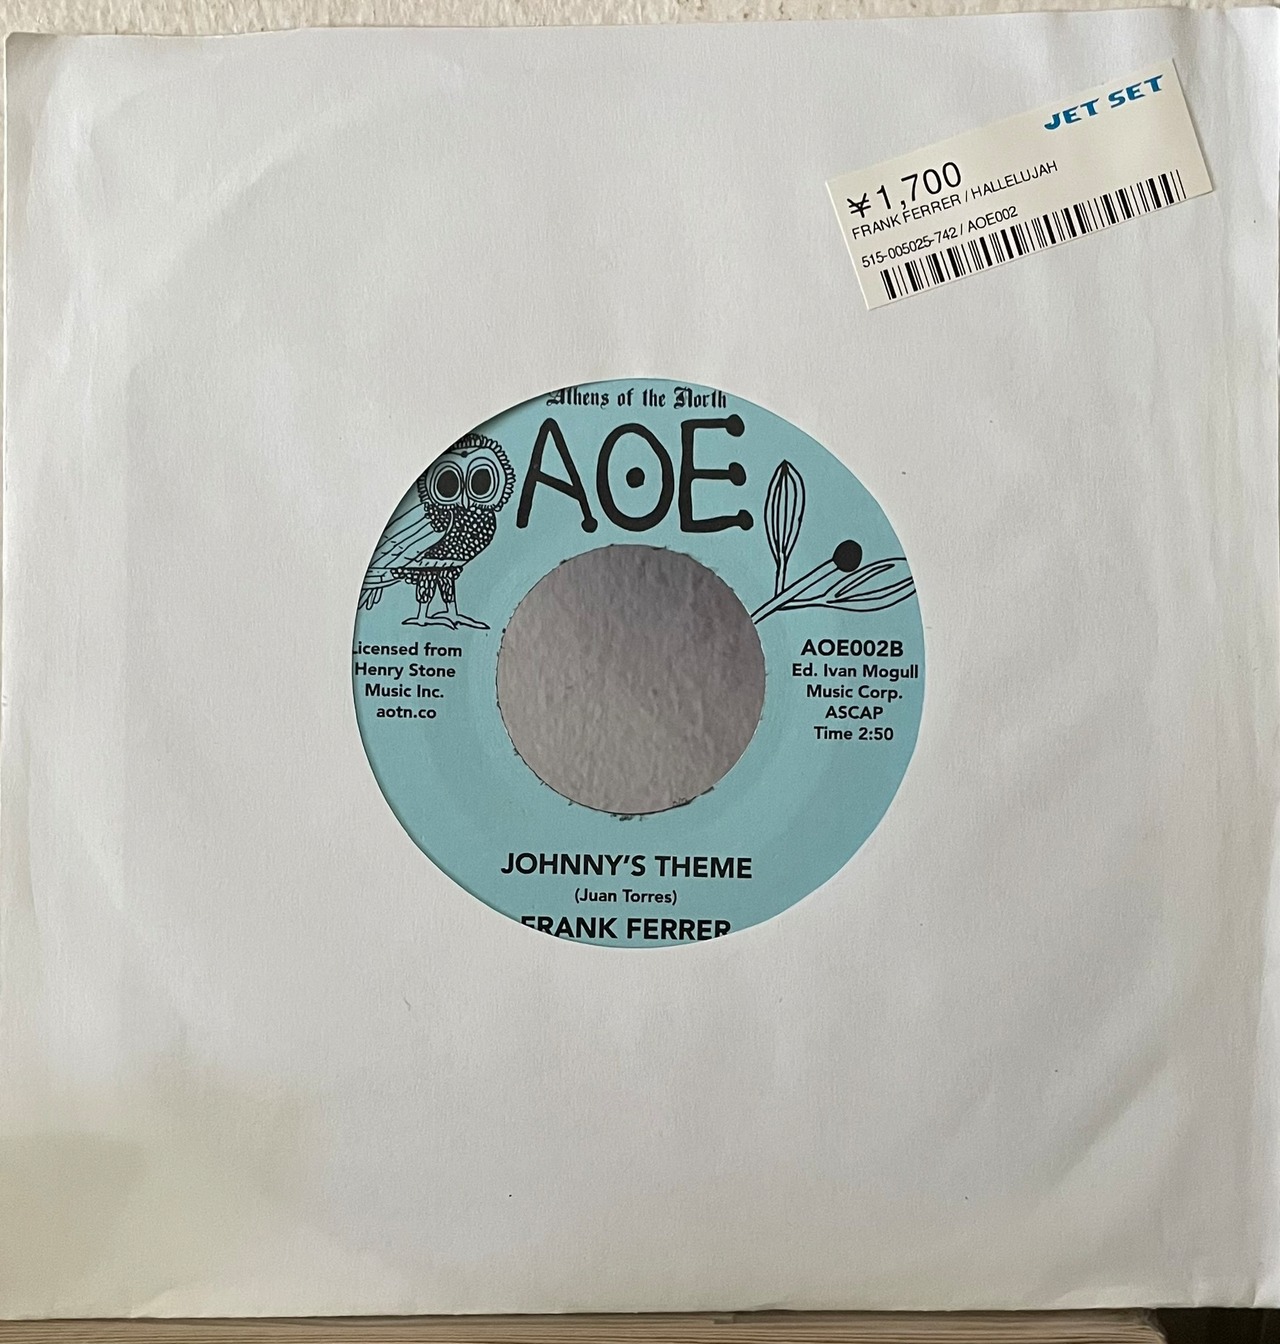 JET SET
¥1,700
FRANK FERRER / HALLELUJAH
515-005025-742 / AOE002
Athens of the North
AOE
Licensed from
Henry Stone
Music Inc.
aotn.co
AOE002B
Ed. Ivan Mogull
Music Corp.
ASCAP
Time 2:50
JOHNNY'S THEME
(Juan Torres)
FRANK FERRER